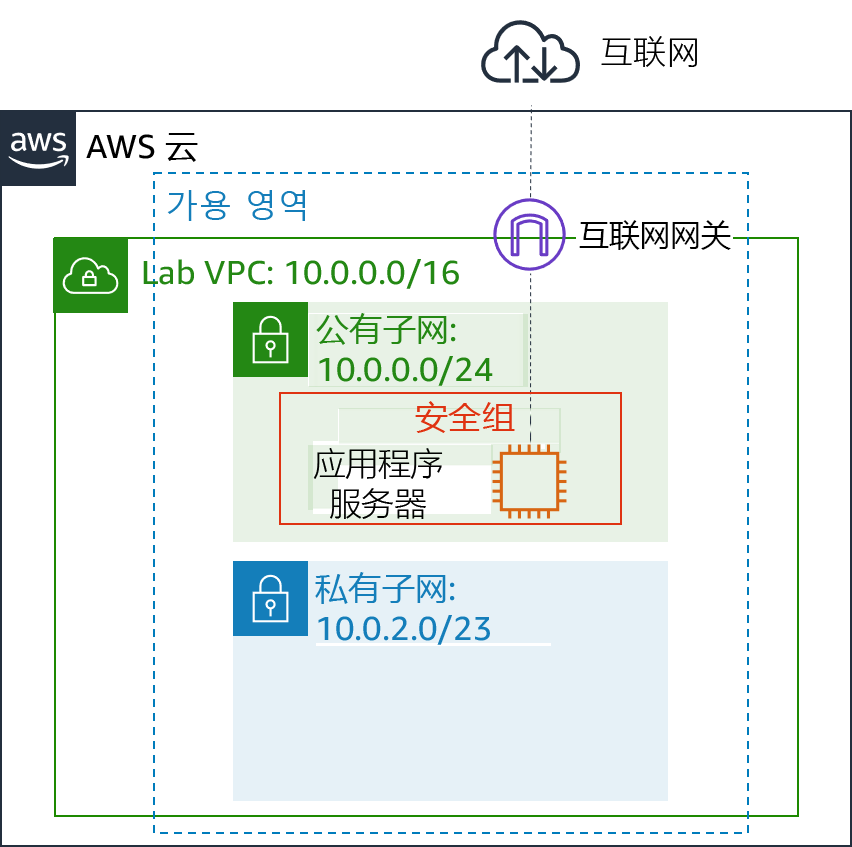 互联网
aws
AWS 云
가용 영역
互联网网关
Lab VPC: 10.0.0.0/16
公有子网:
10.0.0.0/24
安全组
应用程序
服务器
私有子网:
10.0.2.0/23